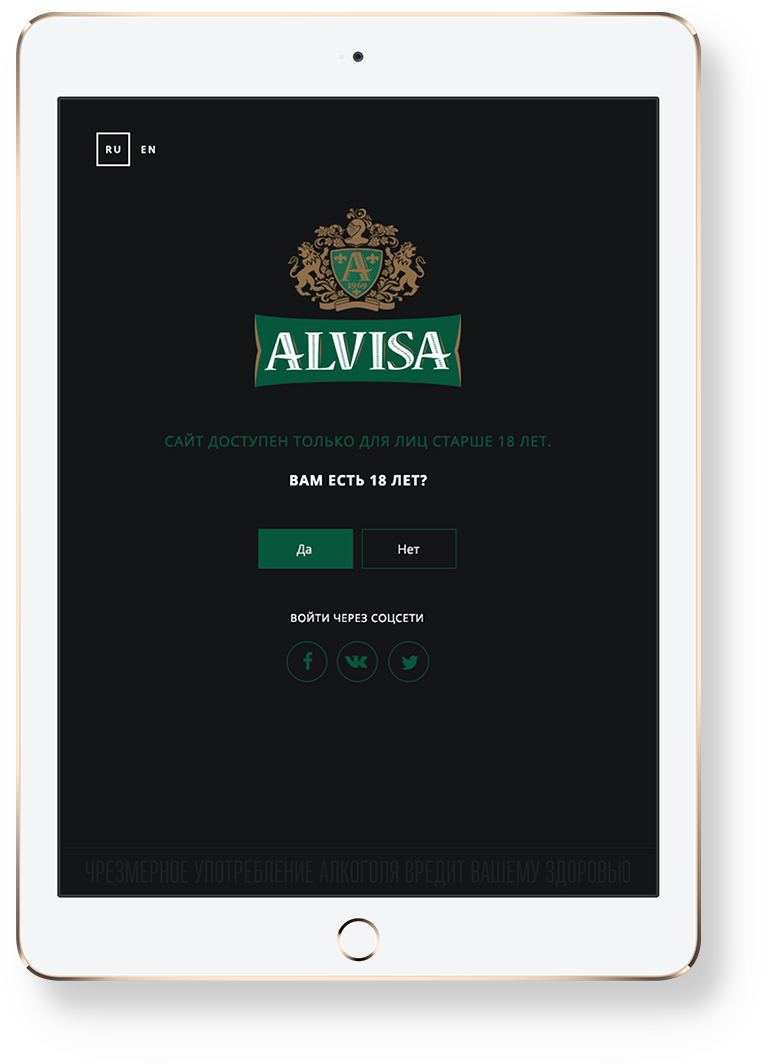 RU EN
A
1969
ALVISA
САЙТ ДОСТУПЕН ТОЛЬКО ДЛЯ ЛИЦ СТАРШЕ 18 ЛЕТ.
ВАМ ЕСТЬ 18 ЛЕТ?
Да Нет
ВОЙТИ ЧЕРЕЗ СОЦСЕТИ
ЧРЕЗМЕРНОЕ УПОТРЕБЛЕНИЕ АЛКОГОЛЯ ВРЕДИТ ВАШЕМУ ЗДОРОВЬЮ